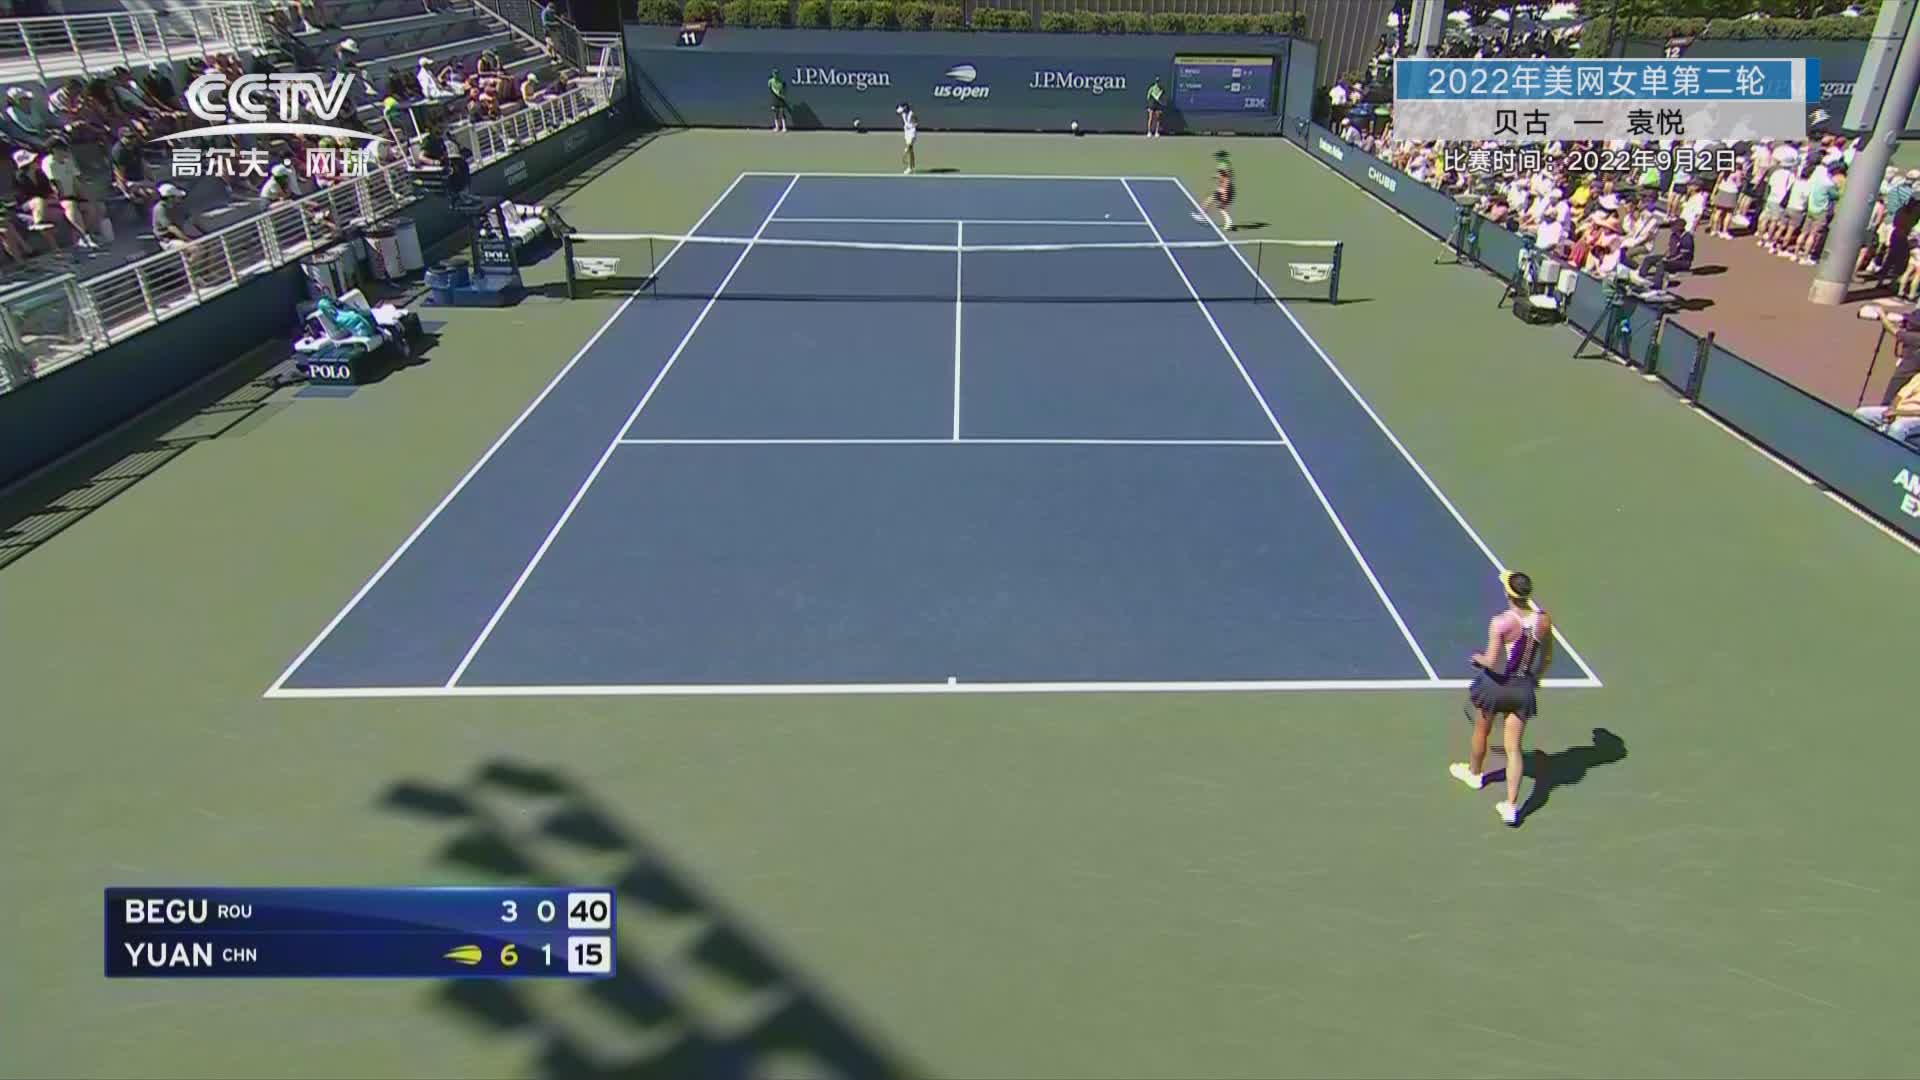 11
12
J.P.Morgan
us open
J.P.Morgan
IBM
CHUBB
POLO
POLO
CCTV
高尔夫·网球
2022年美网女单第二轮
贝古 — 袁悦
比赛时间：2022年9月2日
BEGU ROU 3 0 40
YUAN CHN 6 1 15